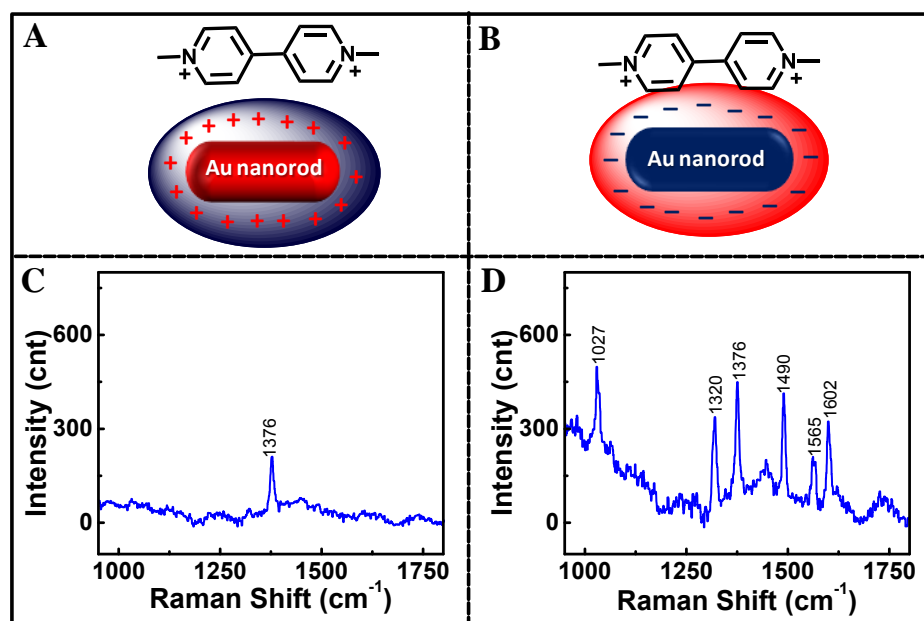 A
N
+
N
+
+ + + + + + + + + + + + + + + +
Au nanorod
B
N
+
N
+
− − − − − − − − − − − − − − − −
Au nanorod
C
Intensity (cnt)
600
300
0
1376
1000 1250 1500 1750
Raman Shift (cm⁻¹)
D
Intensity (cnt)
600
300
0
1027
1320
1376
1490
1565
1602
1000 1250 1500 1750
Raman Shift (cm⁻¹)